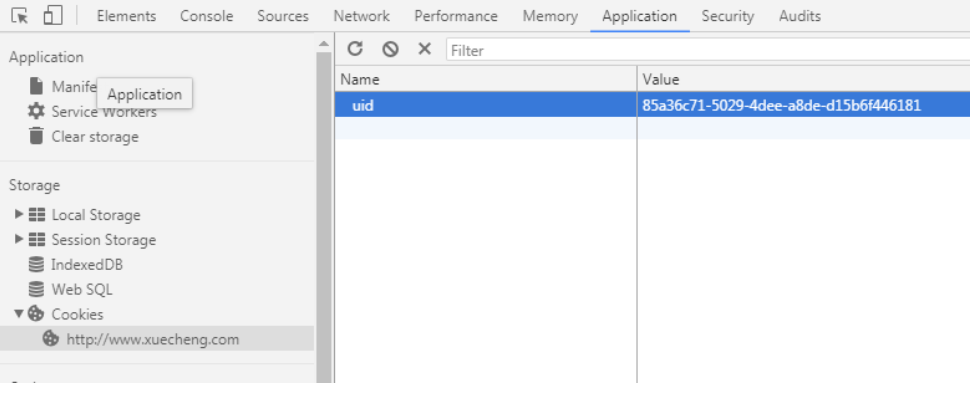 Elements Console Sources Network Performance Memory Application Security Audits
Application
Manife
Application
Service Workers
Clear storage
Storage
Local Storage
Session Storage
IndexedDB
Web SQL
Cookies
http://www.xuecheng.com
Filter
Name Value
uid 85a36c71-5029-4dee-a8de-d15b6f446181